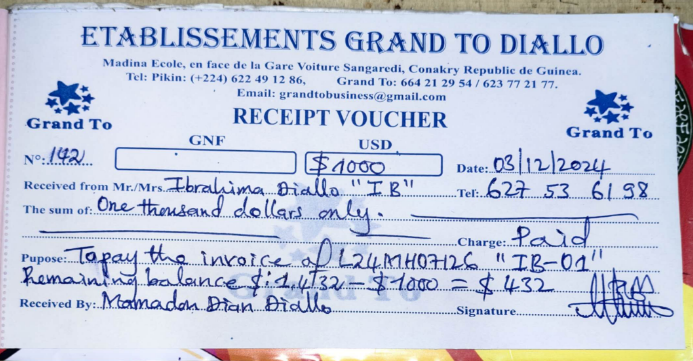 ETABLISSEMENTS GRAND TO DIALLO
Madina Ecole, en face de la Gare Voiture Sangaredi, Conakry Republic de Guinea.
Tel: Pikin: (+224) 622 49 12 86, Grand To: 664 21 29 54 / 623 77 21 77.
Email: grandtobusiness@gmail.com
Grand To
RECEIPT VOUCHER
Grand To
GNF USD
N°: 142 $1000 Date: 03/12/2024
Received from Mr./Mrs. Ibrahima Diallo "IB" Tel: 627 53 61 98
The sum of: One thousand dollars only.
Charge: Paid
Pupose: Topay the invoice of L24MH07126 "IB-01"
Remaining balance $: 1,432 - $1000 = $432
Grand To
Received By: Mamadou Dian Diallo Signature